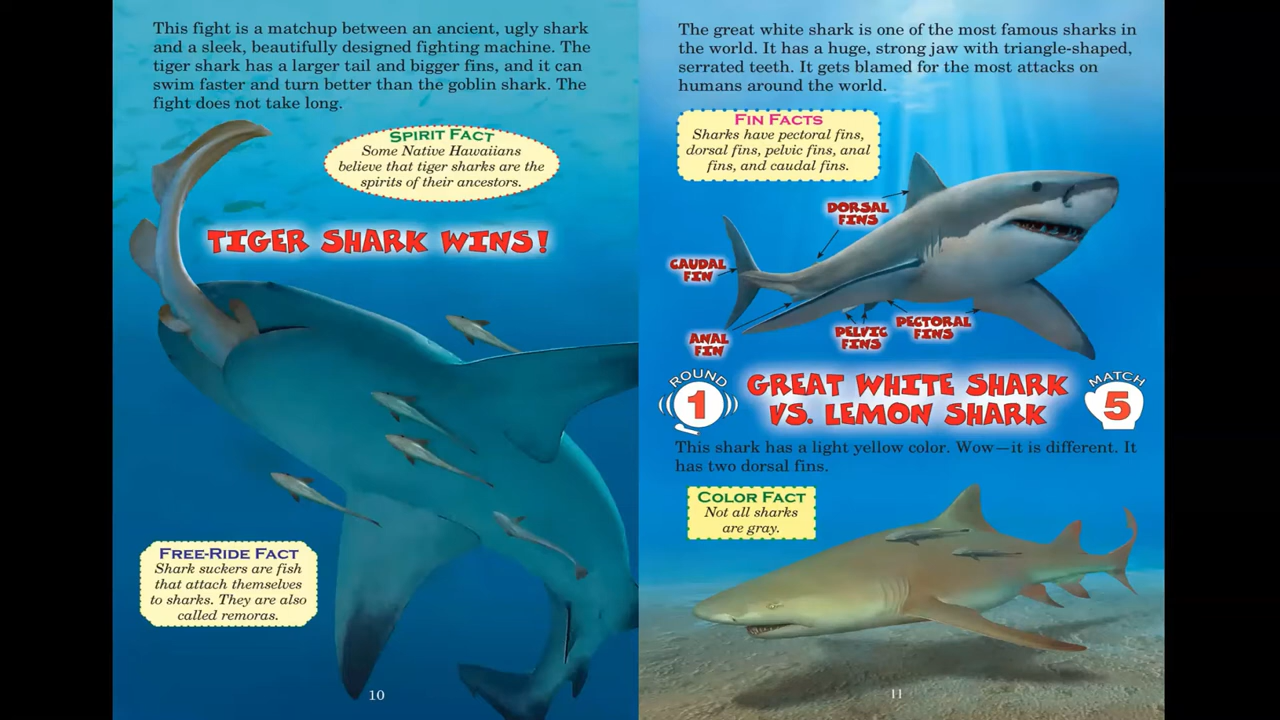 This fight is a matchup between an ancient, ugly shark
and a sleek, beautifully designed fighting machine. The
tiger shark has a larger tail and bigger fins, and it can
swim faster and turn better than the goblin shark. The
fight does not take long.
SPIRIT FACT
Some Native Hawaiians
believe that tiger sharks are the
spirits of their ancestors.
TIGER SHARK WINS!
FREE-RIDE FACT
Shark suckers are fish
that attach themselves
to sharks. They are also
called remoras.
10
The great white shark is one of the most famous sharks in
the world. It has a huge, strong jaw with triangle-shaped,
serrated teeth. It gets blamed for the most attacks on
humans around the world.
FIN FACTS
Sharks have pectoral fins,
dorsal fins, pelvic fins, anal
fins, and caudal fins.
DORSAL
FINS
CAUDAL
FIN
ANAL
FIN
PELVIC
FINS
PECTORAL
FINS
ROUND
1
GREAT WHITE SHARK
VS. LEMON SHARK
MATCH
5
This shark has a light yellow color. Wow—it is different. It
has two dorsal fins.
COLOR FACT
Not all sharks
are gray.
11